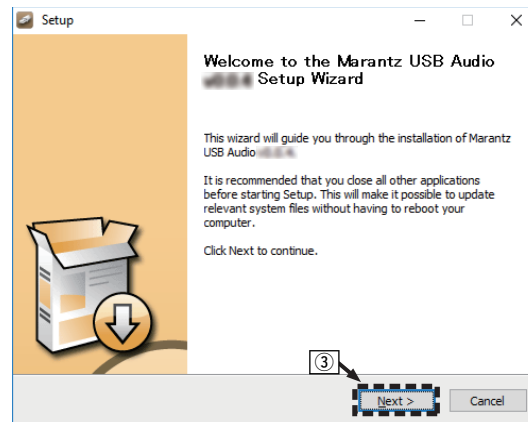 Setup
Welcome to the Marantz USB Audio
Setup Wizard
This wizard will guide you through the installation of Marantz
USB Audio
It is recommended that you close all other applications
before starting Setup. This will make it possible to update
relevant system files without having to reboot your
computer.
Click Next to continue.
③
Next >
Cancel